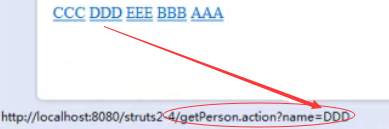 CCC DDD EEE BBB AAA
http://localhost:8080/struts2-4/getPerson.action?name=DDD